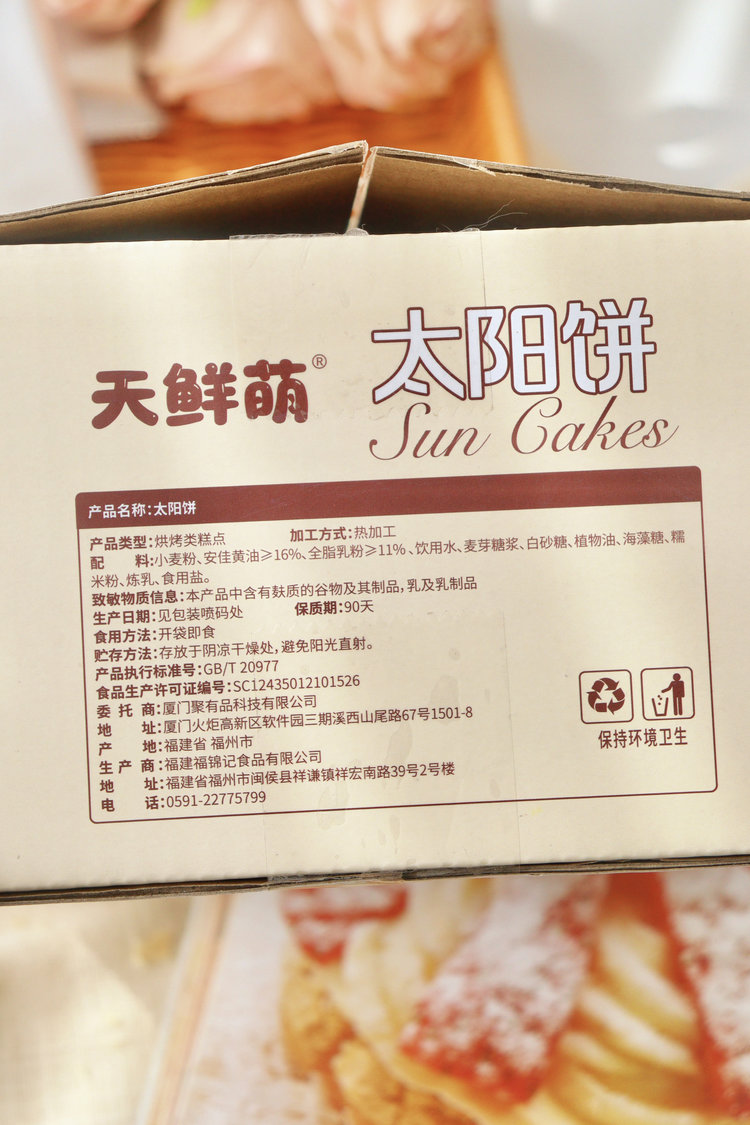 天鲜萌®
太阳饼
Sun Cakes
产品名称:太阳饼
产品类型:烘烤类糕点 加工方式:热加工
配 料:小麦粉、安佳黄油≥16%、全脂乳粉≥11%、饮用水、麦芽糖浆、白砂糖、植物油、海藻糖、糯
米粉、炼乳、食用盐。
致敏物质信息:本产品中含有麸质的谷物及其制品,乳及乳制品
生产日期:见包装喷码处 保质期:90天
食用方法:开袋即食
贮存方法:存放于阴凉干燥处,避免阳光直射。
产品执行标准号:GB/T 20977
食品生产许可证编号:SC12435012101526
委 托 商:厦门聚有品科技有限公司
地 址:厦门火炬高新区软件园三期溪西山尾路67号1501-8
产 地:福建省 福州市
生 产 商:福建福锦记食品有限公司
地 址:福建省福州市闽侯县祥谦镇祥宏南路39号2号楼
电 话:0591-22775799
保持环境卫生